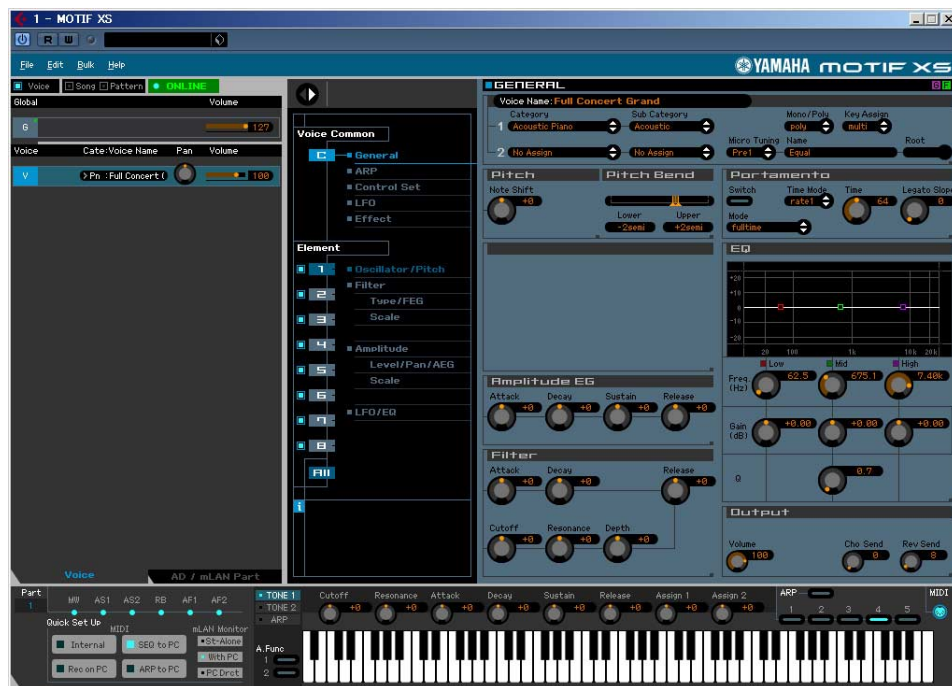 1 - MOTIF XS
R W
File Edit Bulk Help
YAMAHA MOTIF XS
Voice Song Pattern ONLINE
Global Volume
G 127
Voice Cate:Voice Name Pan Volume
V >Pn :Full Concert ( 100
Voice AD / mLAN Part
Voice Common
C General
ARP
Control Set
LFO
Effect
Element
1 Oscillator/Pitch
2 Filter
Type/FEG
3 Scale
4 Amplitude
5 Level/Pan/AEG
Scale
6
7 LFO/EQ
8
All
i
GENERAL
Voice Name:Full Concert Grand
Category Sub Category Mono/Poly Key Assign
1 Acoustic Piano Acoustic poly multi
Micro Tuning Name Root
2 No Assign No Assign Pre1 Equal
Pitch
Note Shift
+0
Pitch Bend
Lower Upper
-2semi +2semi
Portamento
Switch Time Mode Time Legato Slope
rate1 64 0
Mode
fulltime
EQ
+20
+10
0
-10
-20
20 100 1k 10k 20k
Low Mid High
Freq. (Hz) 62.5 675.1 7.40k
Gain (dB) +0.00 +0.00 +0.00
Q 0.7
Amplitude EG
Attack Decay Sustain Release
+0 +0 +0 +0
Filter
Attack Decay Release
+0 +0 +0
Cutoff Resonance Depth
+0 +0 +0
Output
Volume Cho Send Rev Send
100 0 8
Part
1
MW AS1 AS2 RB AF1 AF2
Quick Set Up
MIDI mLAN Monitor
Internal SEQ to PC St-Alone
With PC
Rec on PC ARP to PC PC Drct
TONE 1
TONE 2
ARP
Cutoff Resonance Attack Decay Sustain Release Assign 1 Assign 2
+0 +0 +0 +0 +0 +0 +0 +0
ARP
1 2 3 4 5
MIDI
A.Func
1
2